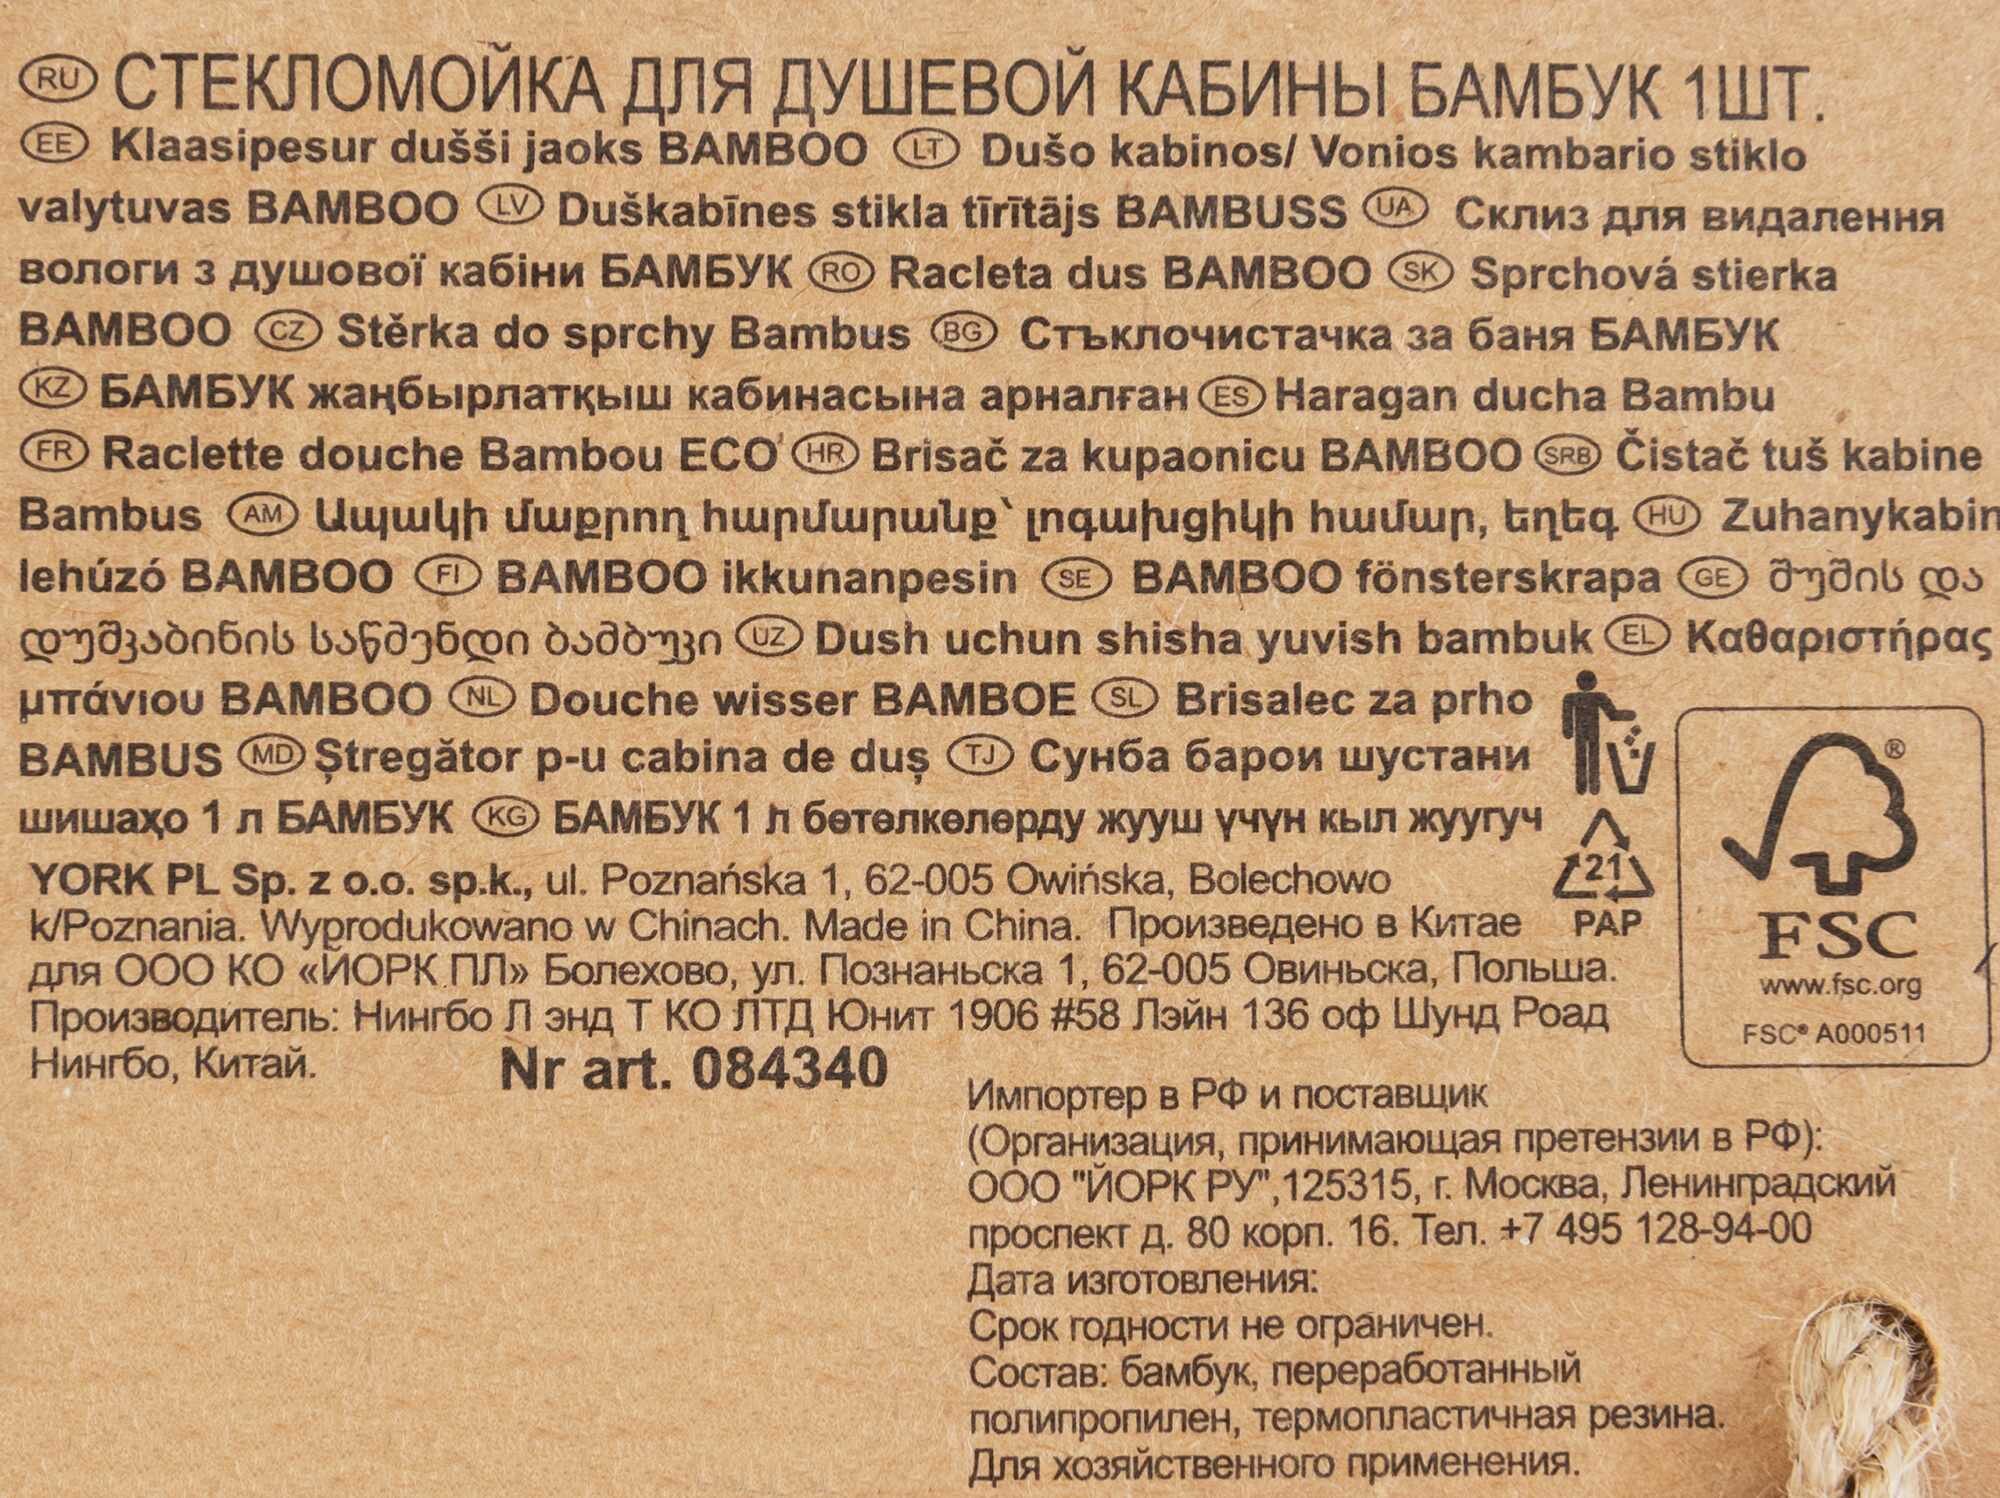 RU СТЕКЛОМОЙКА ДЛЯ ДУШЕВОЙ КАБИНЫ БАМБУК 1ШТ.
EE Klaasipesur dušši jaoks BAMBOO LT Dušo kabinos/ Vonios kambario stiklo
valytuvas BAMBOO LV Duškabīnes stikla tīrītājs BAMBUSS UA Склиз для видалення
вологи з душової кабіни БАМБУК RO Racleta dus BAMBOO SK Sprchová stierka
BAMBOO CZ Stěrka do sprchy Bambus BG Стъклочистачка за баня БАМБУК
KZ БАМБУК жаңбырлатқыш кабинасына арналған ES Haragan ducha Bambu
FR Raclette douche Bambou ECO HR Brisač za kupaonicu BAMBOO SRB Čistač tuš kabine
Bambus AM Ապակի մաքրող հարմարանք՝ լոգախցիկի համար, եղեգ HU Zuhanykabin
lehúzó BAMBOO FI BAMBOO ikkunanpesin SE BAMBOO fönsterskrapa GE შუშის და
დუშკაბინის საწმენდი ბამბუკი UZ Dush uchun shisha yuvish bambuk EL Καθαριστήρας
μπάνιου BAMBOO NL Douche wisser BAMBOE SL Brisalec za prho
BAMBUS MD Ștregător p-u cabina de duș TJ Сунба барои шустани
шишаҳо 1 л БАМБУК KG БАМБУК 1 л бөтөлкөлөрду жууш үчүн кыл жуугуч
YORK PL Sp. z o.o. sp.k., ul. Poznańska 1, 62-005 Owińska, Bolechowo
k/Poznania. Wyprodukowano w Chinach. Made in China. Произведено в Китае
для ООО КО «ЙОРК ПЛ» Болехово, ул. Познаньска 1, 62-005 Овиньска, Польша.
Производитель: Нингбо Л энд Т КО ЛТД Юнит 1906 #58 Лэйн 136 оф Шунд Роад
Нингбо, Китай. Nr art. 084340
21
PAP
®
FSC
www.fsc.org
FSC® A000511
Импортер в РФ и поставщик
(Организация, принимающая претензии в РФ):
ООО "ЙОРК РУ",125315, г. Москва, Ленинградский
проспект д. 80 корп. 16. Тел. +7 495 128-94-00
Дата изготовления:
Срок годности не ограничен.
Состав: бамбук, переработанный
полипропилен, термопластичная резина.
Для хозяйственного применения.